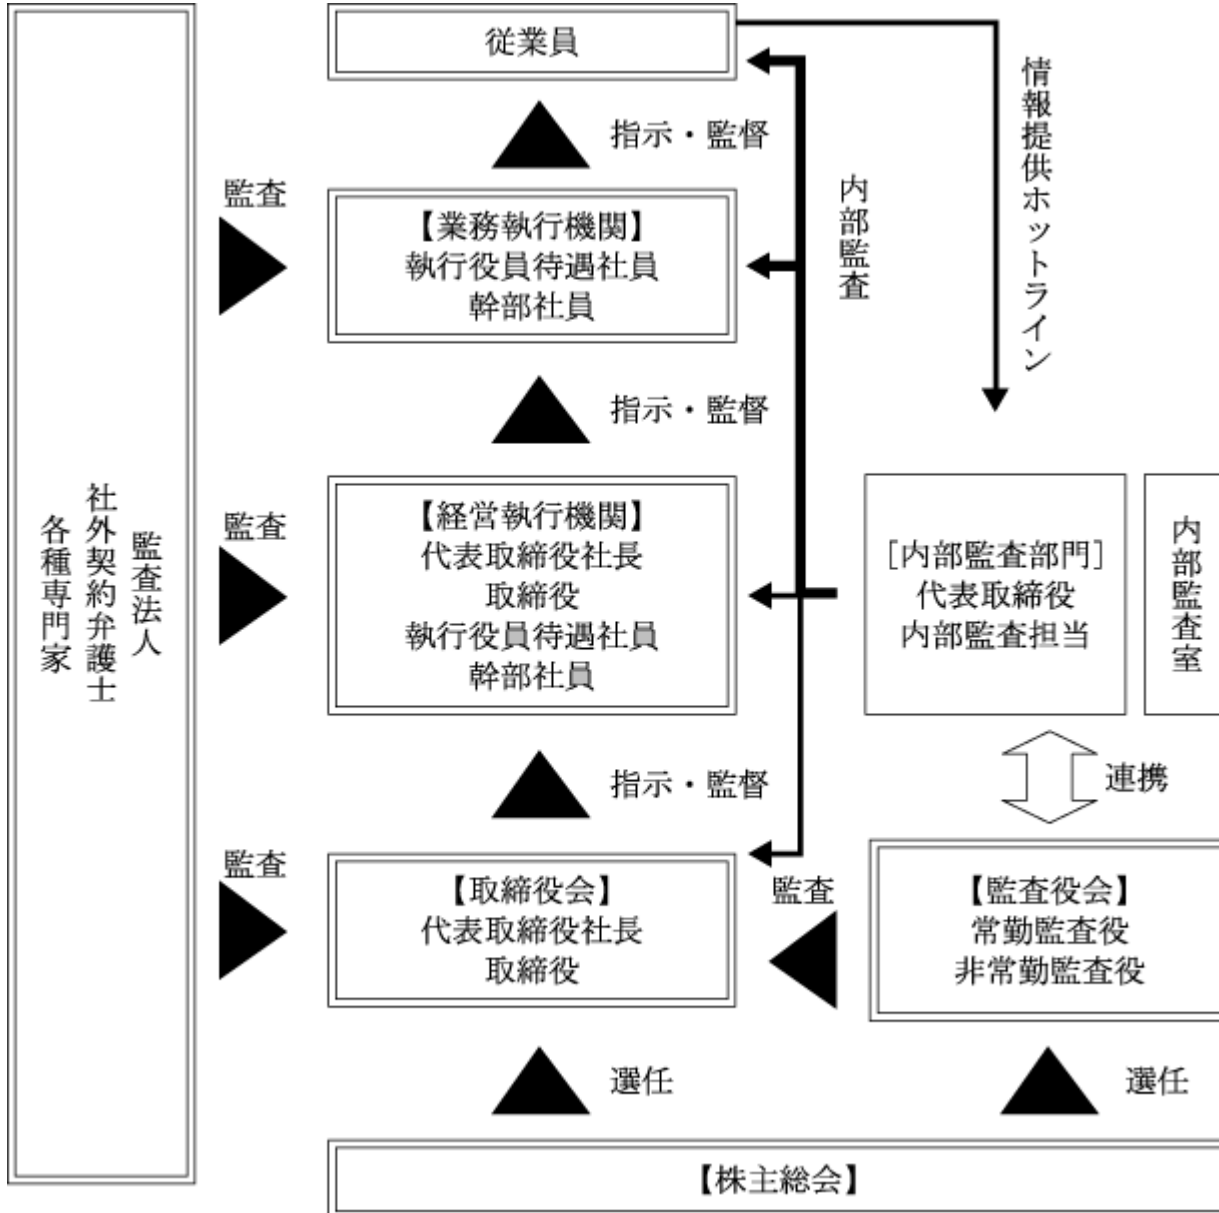 従業員
指示・監督
監査
【業務執行機関】
執行役員待遇社員
幹部社員
内部監査
情報提供ホットライン
指示・監督
監査法人
社外契約弁護士
各種専門家
監査
【経営執行機関】
代表取締役社長
取締役
執行役員待遇社員
幹部社員
[内部監査部門]
代表取締役
内部監査担当
内部監査室
指示・監督
連携
監査
【取締役会】
代表取締役社長
取締役
監査
【監査役会】
常勤監査役
非常勤監査役
選任
選任
【株主総会】